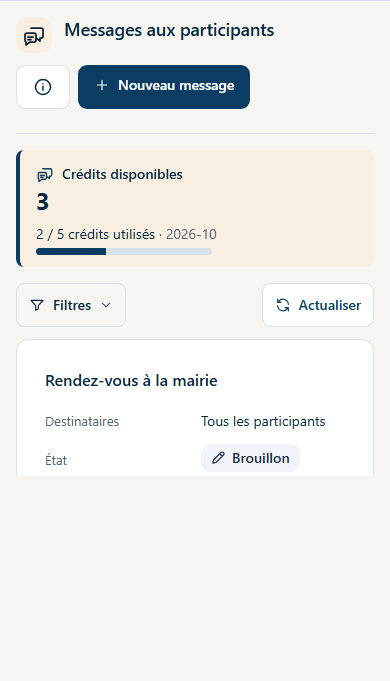 Messages aux participants
Nouveau message
Crédits disponibles
3
2 / 5 crédits utilisés · 2026-10
Filtres
Actualiser
Rendez-vous à la mairie
Destinataires Tous les participants
État Brouillon